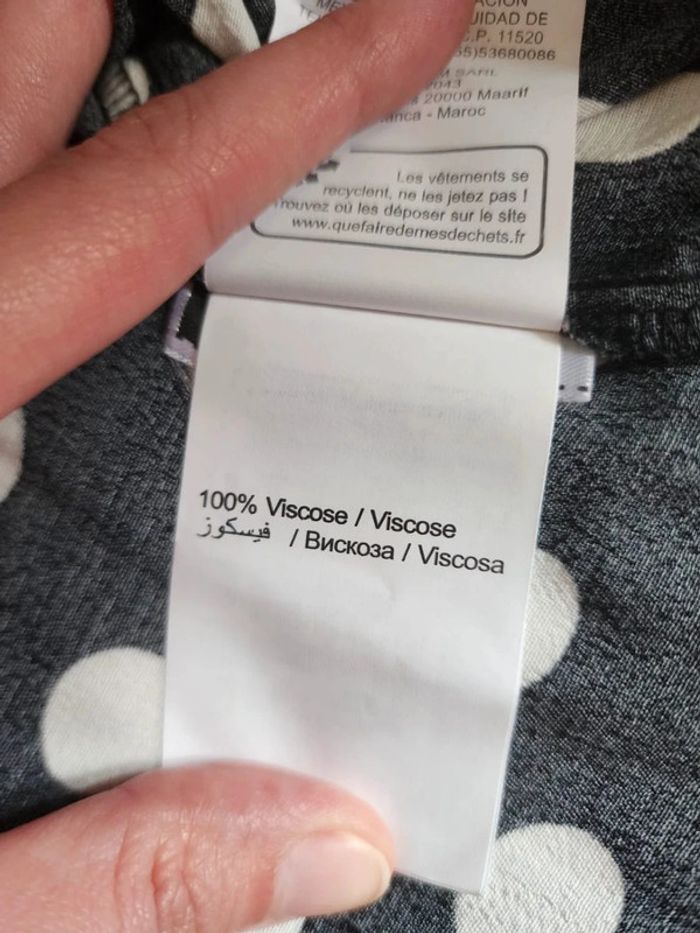 UIDAD DE
C.P. 11520
55)53680086
SARL
20000 Maarif
anca - Maroc
Les vêtements se
recyclent, ne les jetez pas !
Trouvez où les déposer sur le site
www.quefairedemesdechets.fr
100% Viscose / Viscose
فيسكوز / Вискоза / Viscosa